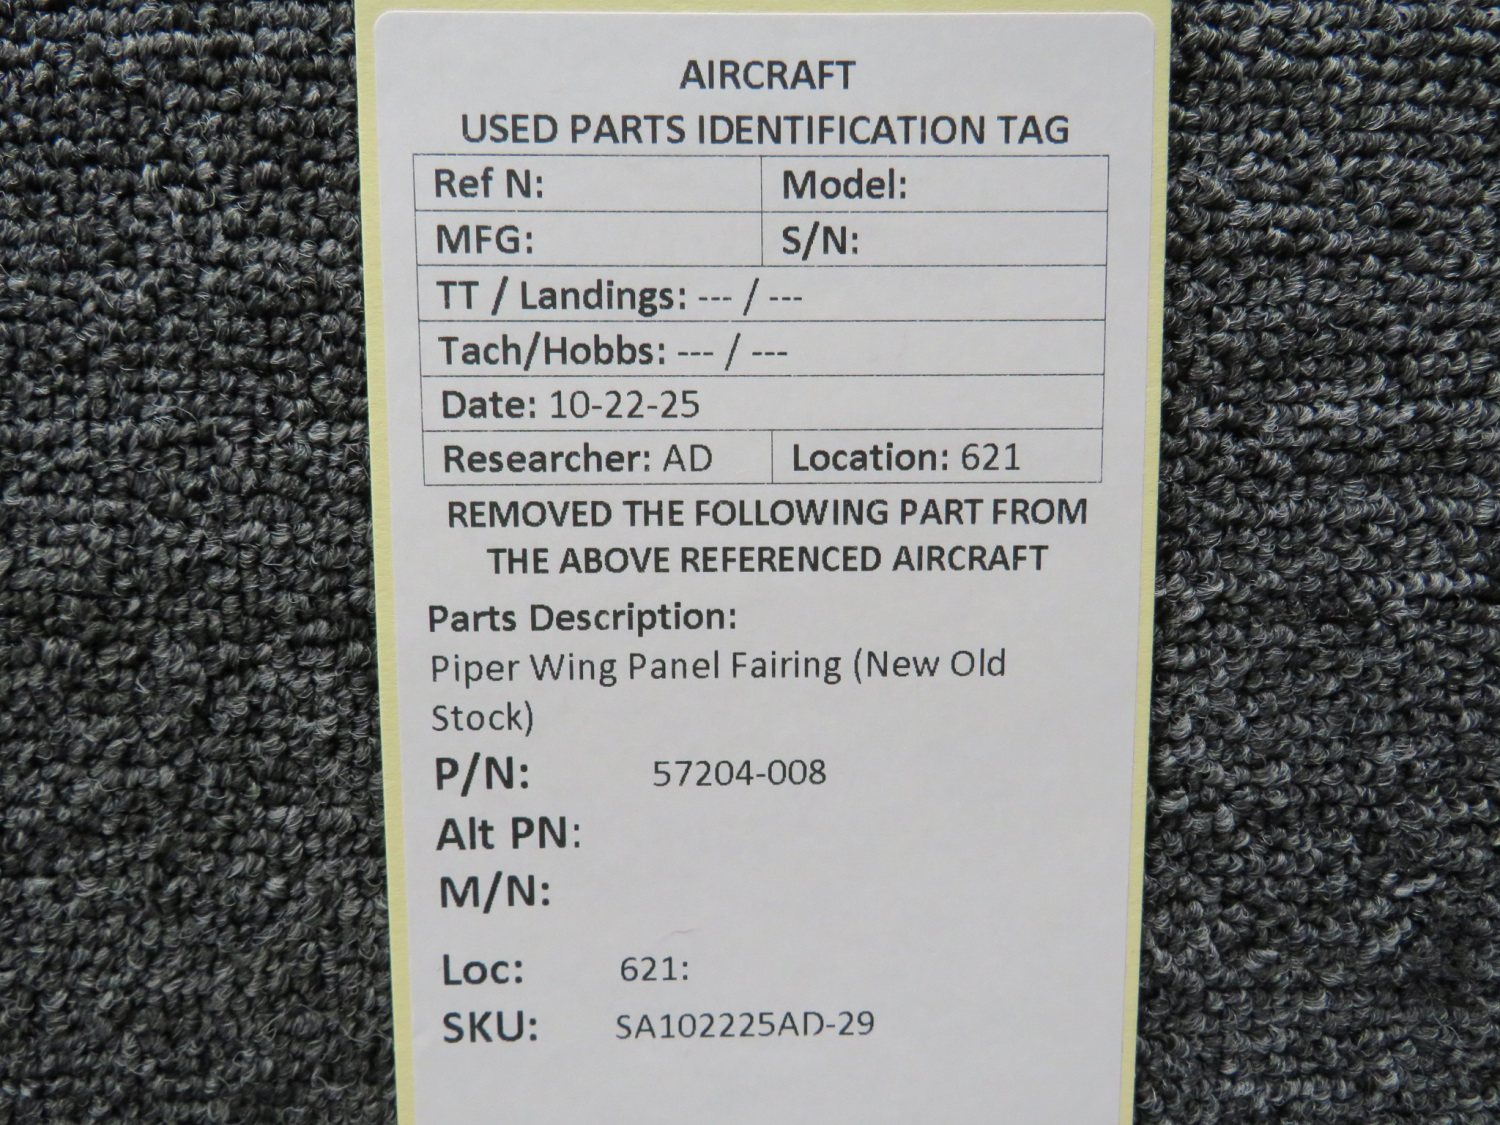 AIRCRAFT
USED PARTS IDENTIFICATION TAG
Ref N: Model:
MFG: S/N:
TT / Landings: --- / ---
Tach/Hobbs: --- / ---
Date: 10-22-25
Researcher: AD Location: 621
REMOVED THE FOLLOWING PART FROM
THE ABOVE REFERENCED AIRCRAFT
Parts Description:
Piper Wing Panel Fairing (New Old
Stock)
P/N: 57204-008
Alt PN:
M/N:
Loc: 621:
SKU: SA102225AD-29